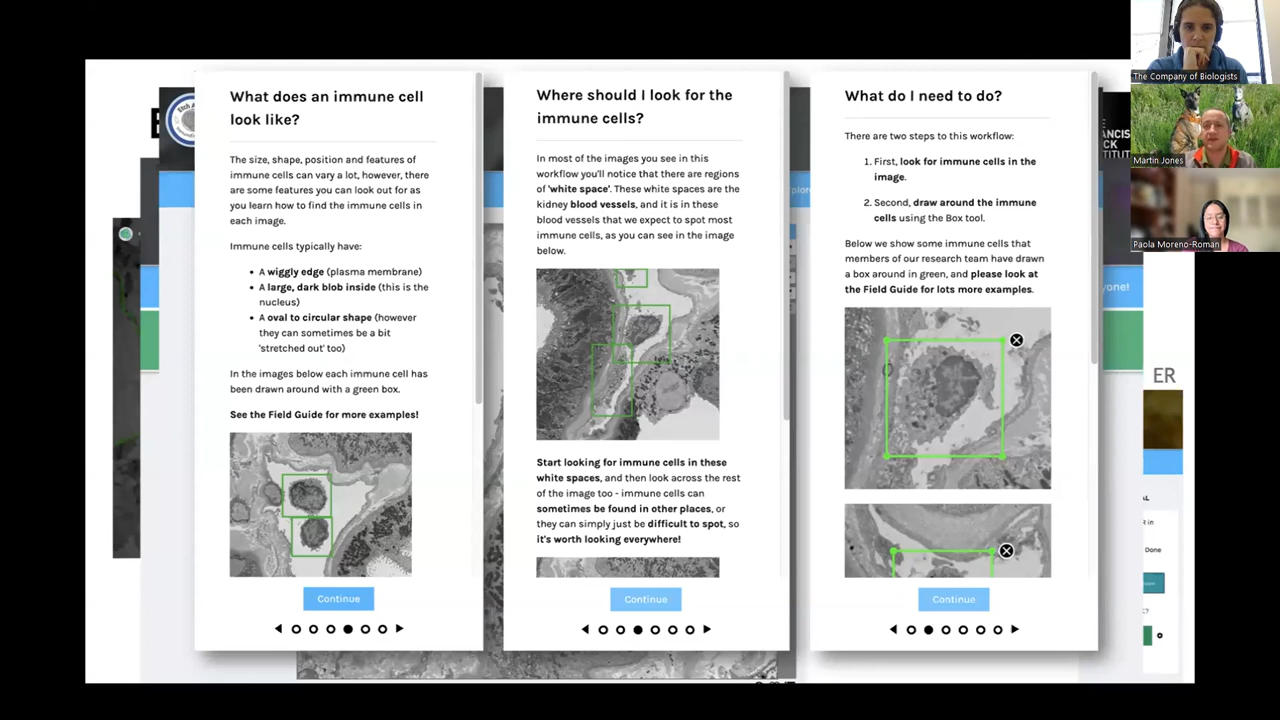 What does an immune cell
look like?
The size, shape, position and features of
immune cells can vary a lot, however, there
are some features you can look out for as
you learn how to find the immune cells in
each image.
Immune cells typically have:
A wiggly edge (plasma membrane)
A large, dark blob inside (this is the
nucleus)
A oval to circular shape (however
they can sometimes be a bit
'stretched out' too)
In the images below each immune cell has
been drawn around with a green box.
See the Field Guide for more examples!
Continue
Where should I look for the
immune cells?
In most of the images you see in this
workflow you'll notice that there are regions
of 'white space'. These white spaces are the
kidney blood vessels, and it is in these
blood vessels that we expect to spot most
immune cells, as you can see in the image
below.
Start looking for immune cells in these
white spaces, and then look across the rest
of the image too - immune cells can
sometimes be found in other places, or
they can simply just be difficult to spot, so
it's worth looking everywhere!
Continue
What do I need to do?
There are two steps to this workflow:
1. First, look for immune cells in the
image.
2. Second, draw around the immune
cells using the Box tool.
Below we show some immune cells that
members of our research team have drawn
a box around in green, and please look at
the Field Guide for lots more examples.
Continue
The Company of Biologists
Martin Jones
Paola Moreno-Roman
yone!
ER
Done